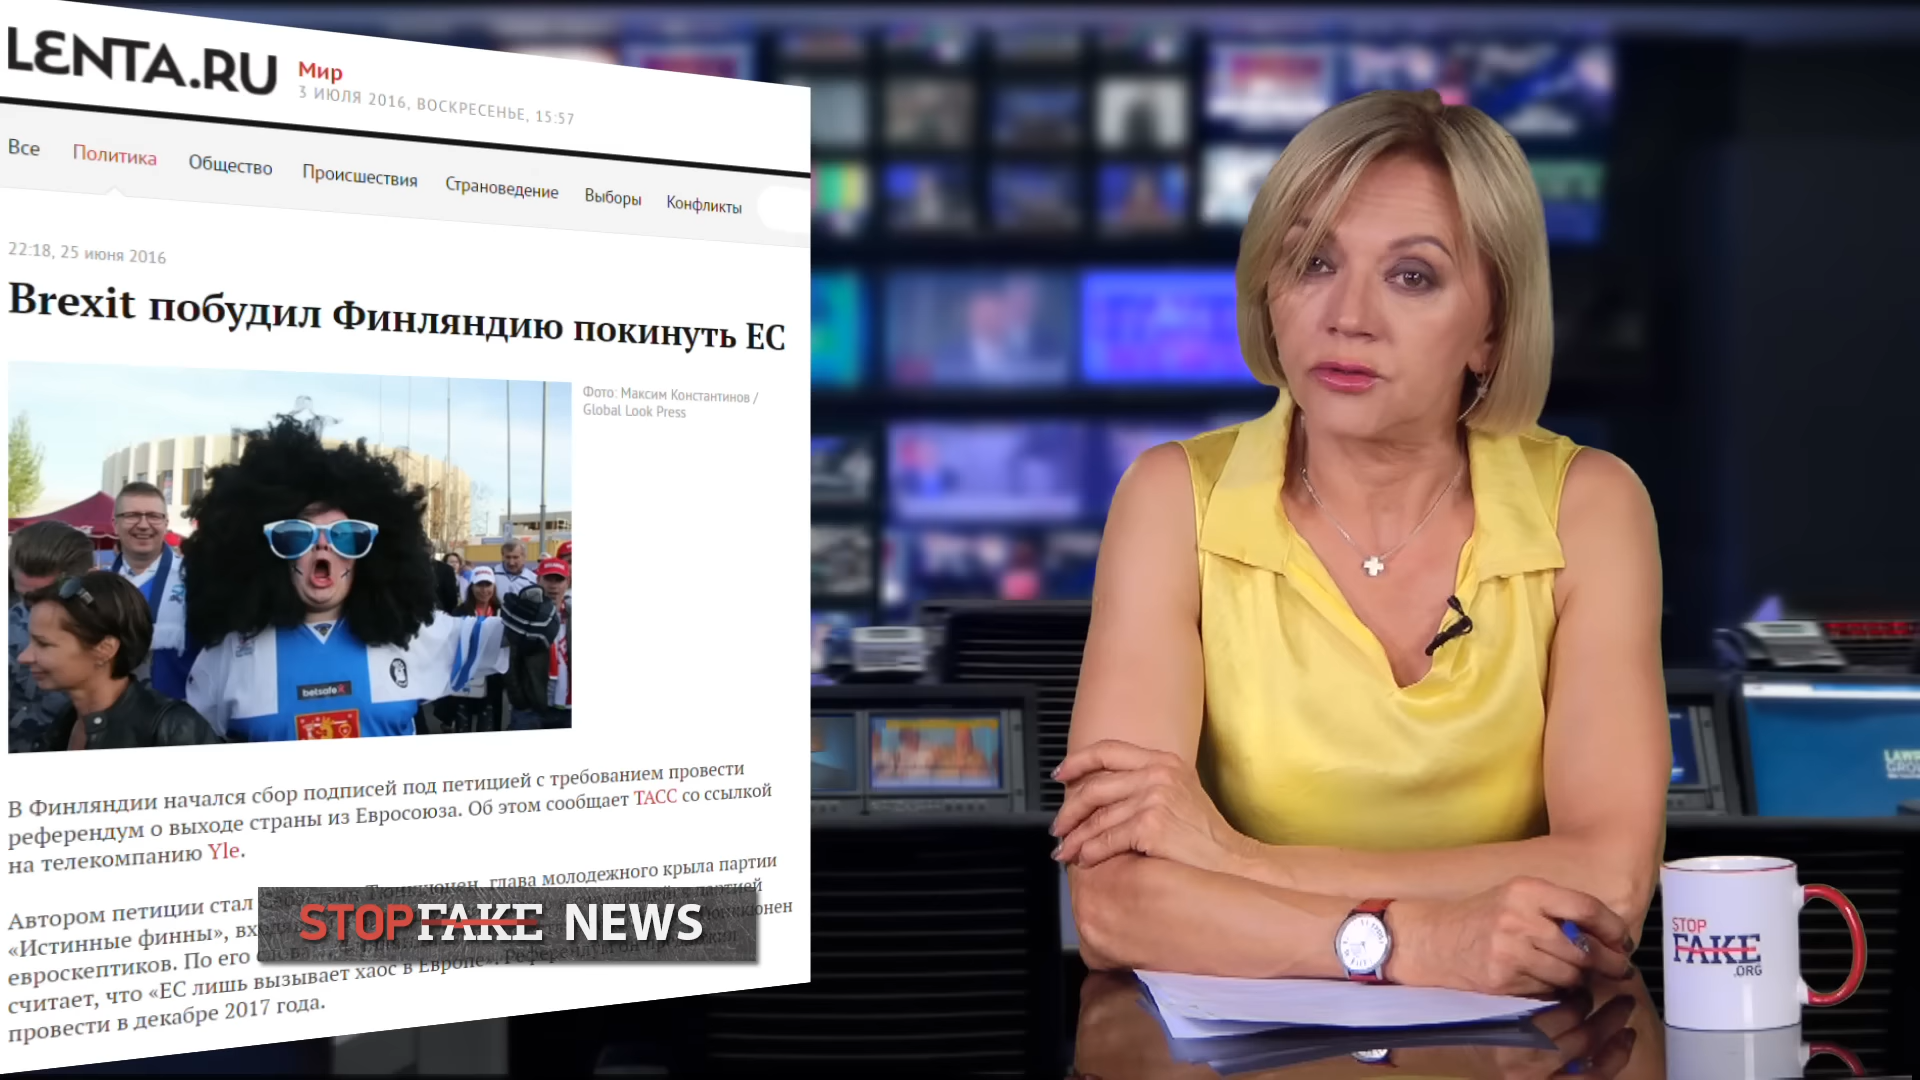 LENTA.RU
Мир
3 ИЮЛЯ 2016, ВОСКРЕСЕНЬЕ, 15:57
Все Политика Общество Происшествия Страноведение Выборы Конфликты
22:18, 25 июня 2016
Brexit побудил Финляндию покинуть ЕС
Фото: Максим Константинов /
Global Look Press
betsafe
В Финляндии начался сбор подписей под петицией с требованием провести
референдум о выходе страны из Евросоюза. Об этом сообщает ТАСС со ссылкой
на телекомпанию Yle.
Автором петиции стал глава молодежного крыла партии
«Истинные финны», партией
евроскептиков. По его
считает, что «ЕС лишь вызывает хаос в Европе».
провести в декабре 2017 года.
STOPFAKE NEWS
STOP
FAKE
.ORG